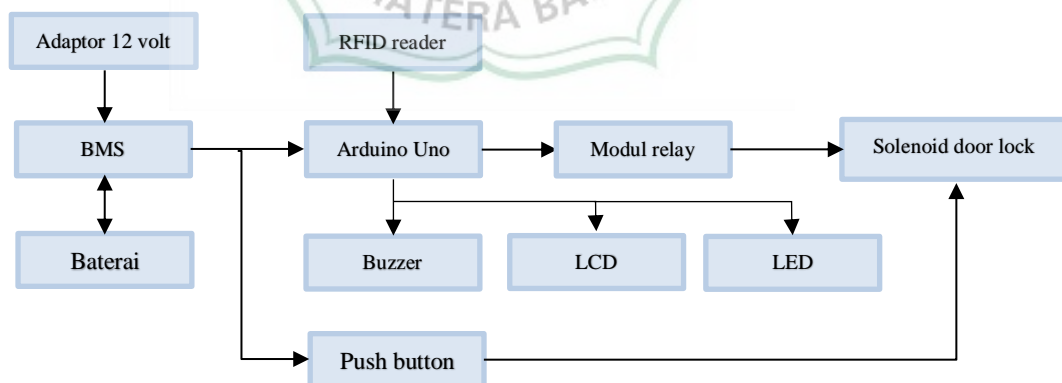 Adaptor 12 volt
RFID reader
BMS
Arduino Uno
Modul relay
Solenoid door lock
Baterai
Buzzer
LCD
LED
Push button